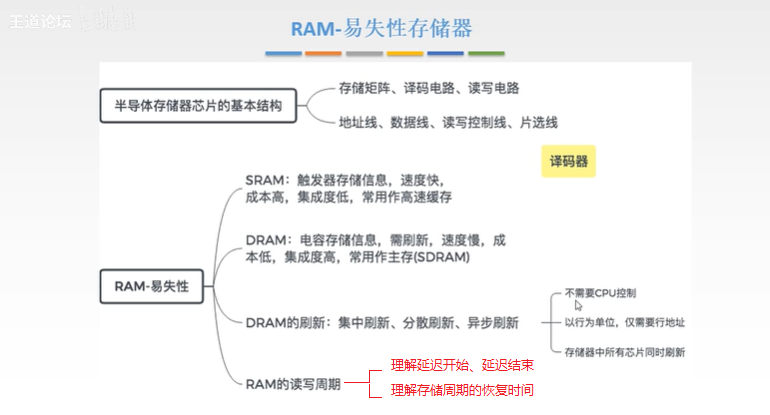 王道论坛
RAM-易失性存储器
半导体存储器芯片的基本结构
存储矩阵、译码电路、读写电路
地址线、数据线、读写控制线、片选线
译码器
RAM-易失性
SRAM：触发器存储信息，速度快，
成本高，集成度低，常用作高速缓存
DRAM：电容存储信息，需刷新，速度慢，成
本低，集成度高，常用作主存(SDRAM)
DRAM的刷新：集中刷新、分散刷新、异步刷新
不需要CPU控制
以行为单位，仅需要行地址
存储器中所有芯片同时刷新
RAM的读写周期
理解延迟开始、延迟结束
理解存储周期的恢复时间